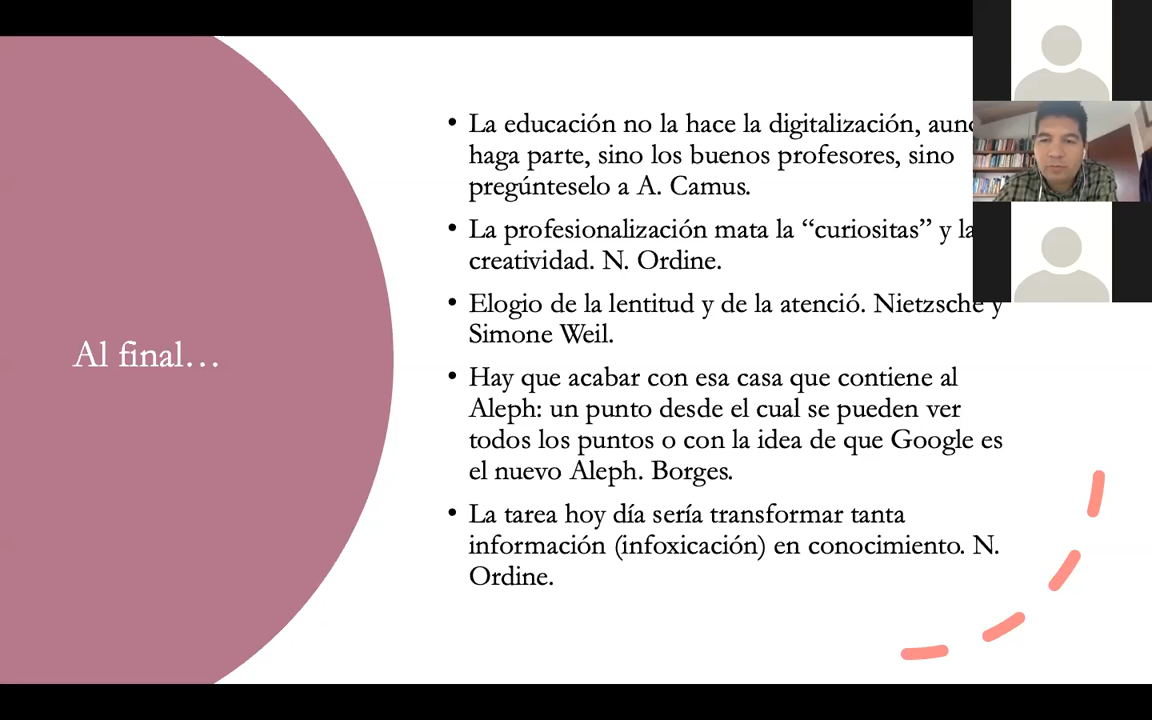 Al final…
• La educación no la hace la digitalización,
haga parte, sino los buenos profesores, sino
pregúnteselo a A. Camus.
• La profesionalización mata la “curiositas” y la
creatividad. N. Ordine.
• Elogio de la lentitud y de la atenció. Nietzsche y
Simone Weil.
• Hay que acabar con esa casa que contiene al
Aleph: un punto desde el cual se pueden ver
todos los puntos o con la idea de que Google es
el nuevo Aleph. Borges.
• La tarea hoy día sería transformar tanta
información (infoxicación) en conocimiento. N.
Ordine.